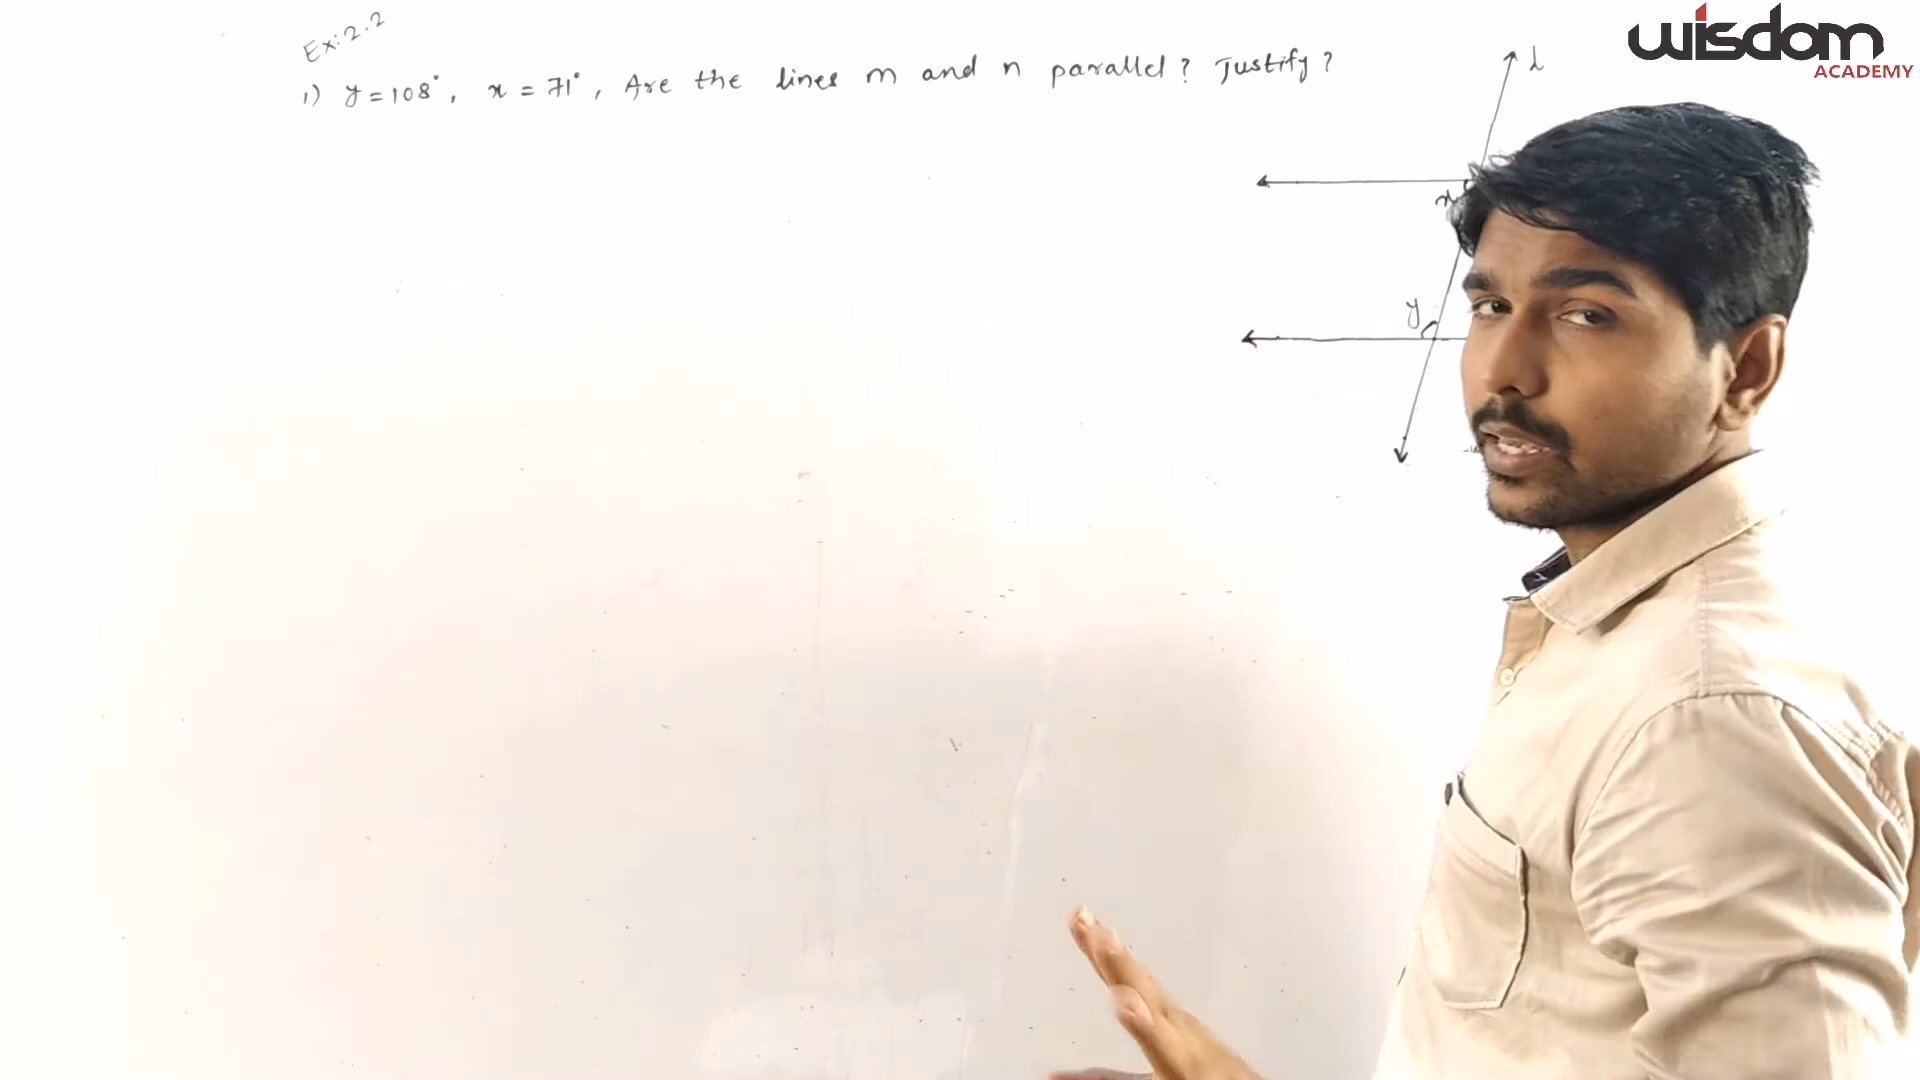 wisdom
ACADEMY
Ex: 2.2
1) y = 108°, x = 71°, Are the lines m and n parallel? Justify?
l
x
y